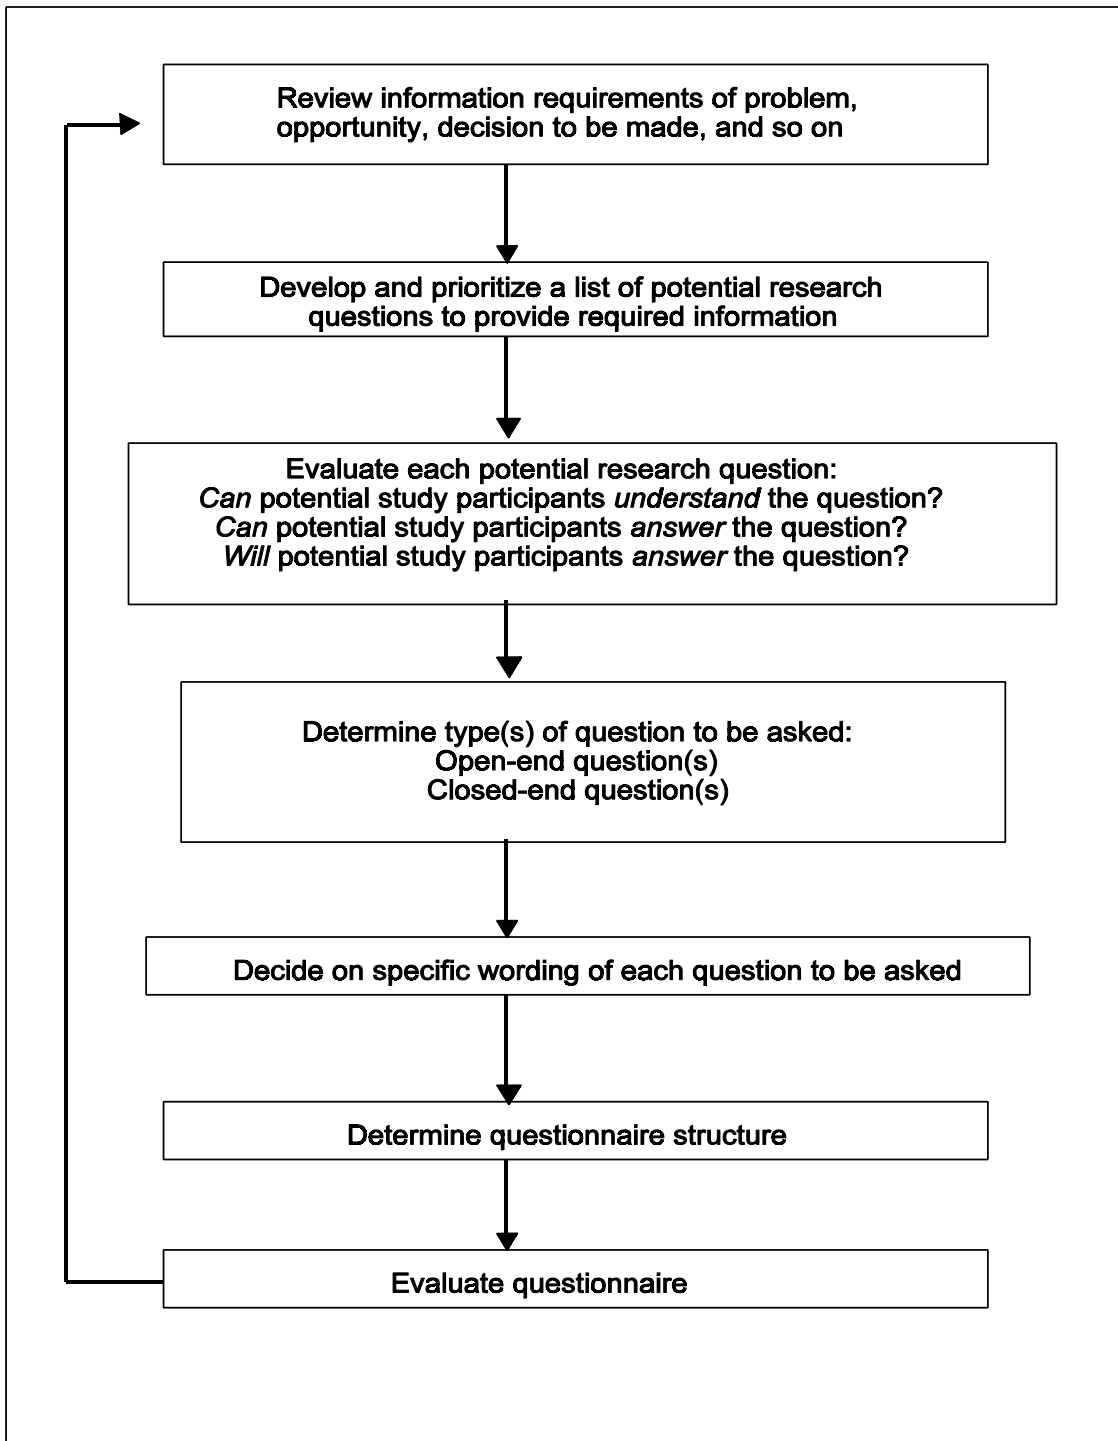 Review information requirements of problem,
opportunity, decision to be made, and so on
Develop and prioritize a list of potential research
questions to provide required information
Evaluate each potential research question:
Can potential study participants understand the question?
Can potential study participants answer the question?
Will potential study participants answer the question?
Determine type(s) of question to be asked:
Open-end question(s)
Closed-end question(s)
Decide on specific wording of each question to be asked
Determine questionnaire structure
Evaluate questionnaire